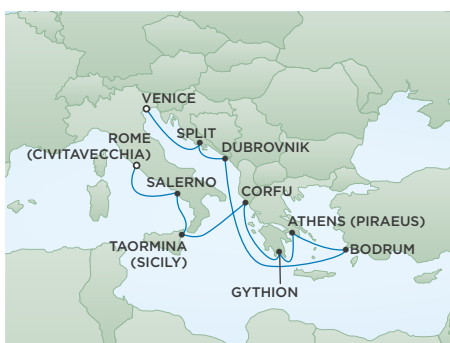 VENICE
SPLIT
ROME
(CIVITAVECCHIA)
DUBROVNIK
SALERNO
CORFU
ATHENS (PIRAEUS)
TAORMINA
(SICILY)
BODRUM
GYTHION